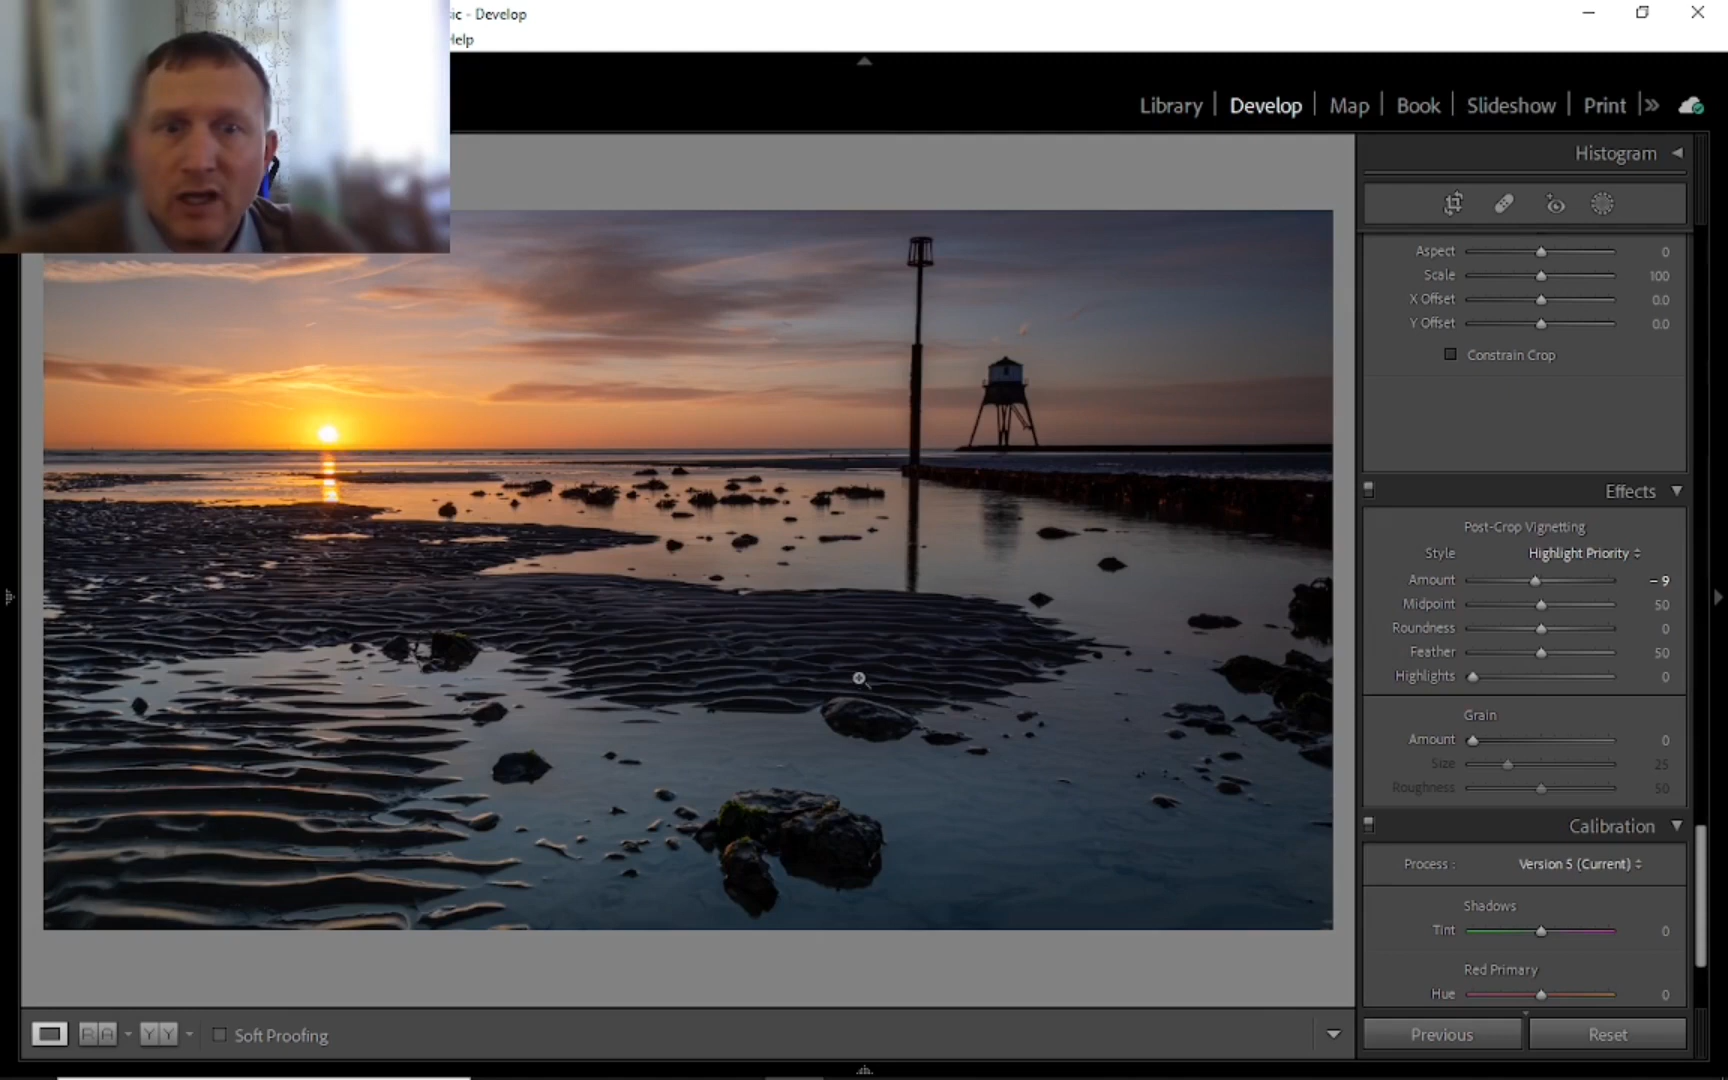 ic - Develop
Help
Library | Develop | Map | Book | Slideshow | Print | »
Histogram
Aspect 0
Scale 100
X Offset 0.0
Y Offset 0.0
Constrain Crop
Effects
Post-Crop Vignetting
Style Highlight Priority
Amount – 9
Midpoint 50
Roundness 0
Feather 50
Highlights 0
Grain
Amount 0
Size 25
Roughness 50
Calibration
Process : Version 5 (Current)
Shadows
Tint 0
Red Primary
Hue 0
R A Y Y Soft Proofing
Previous Reset